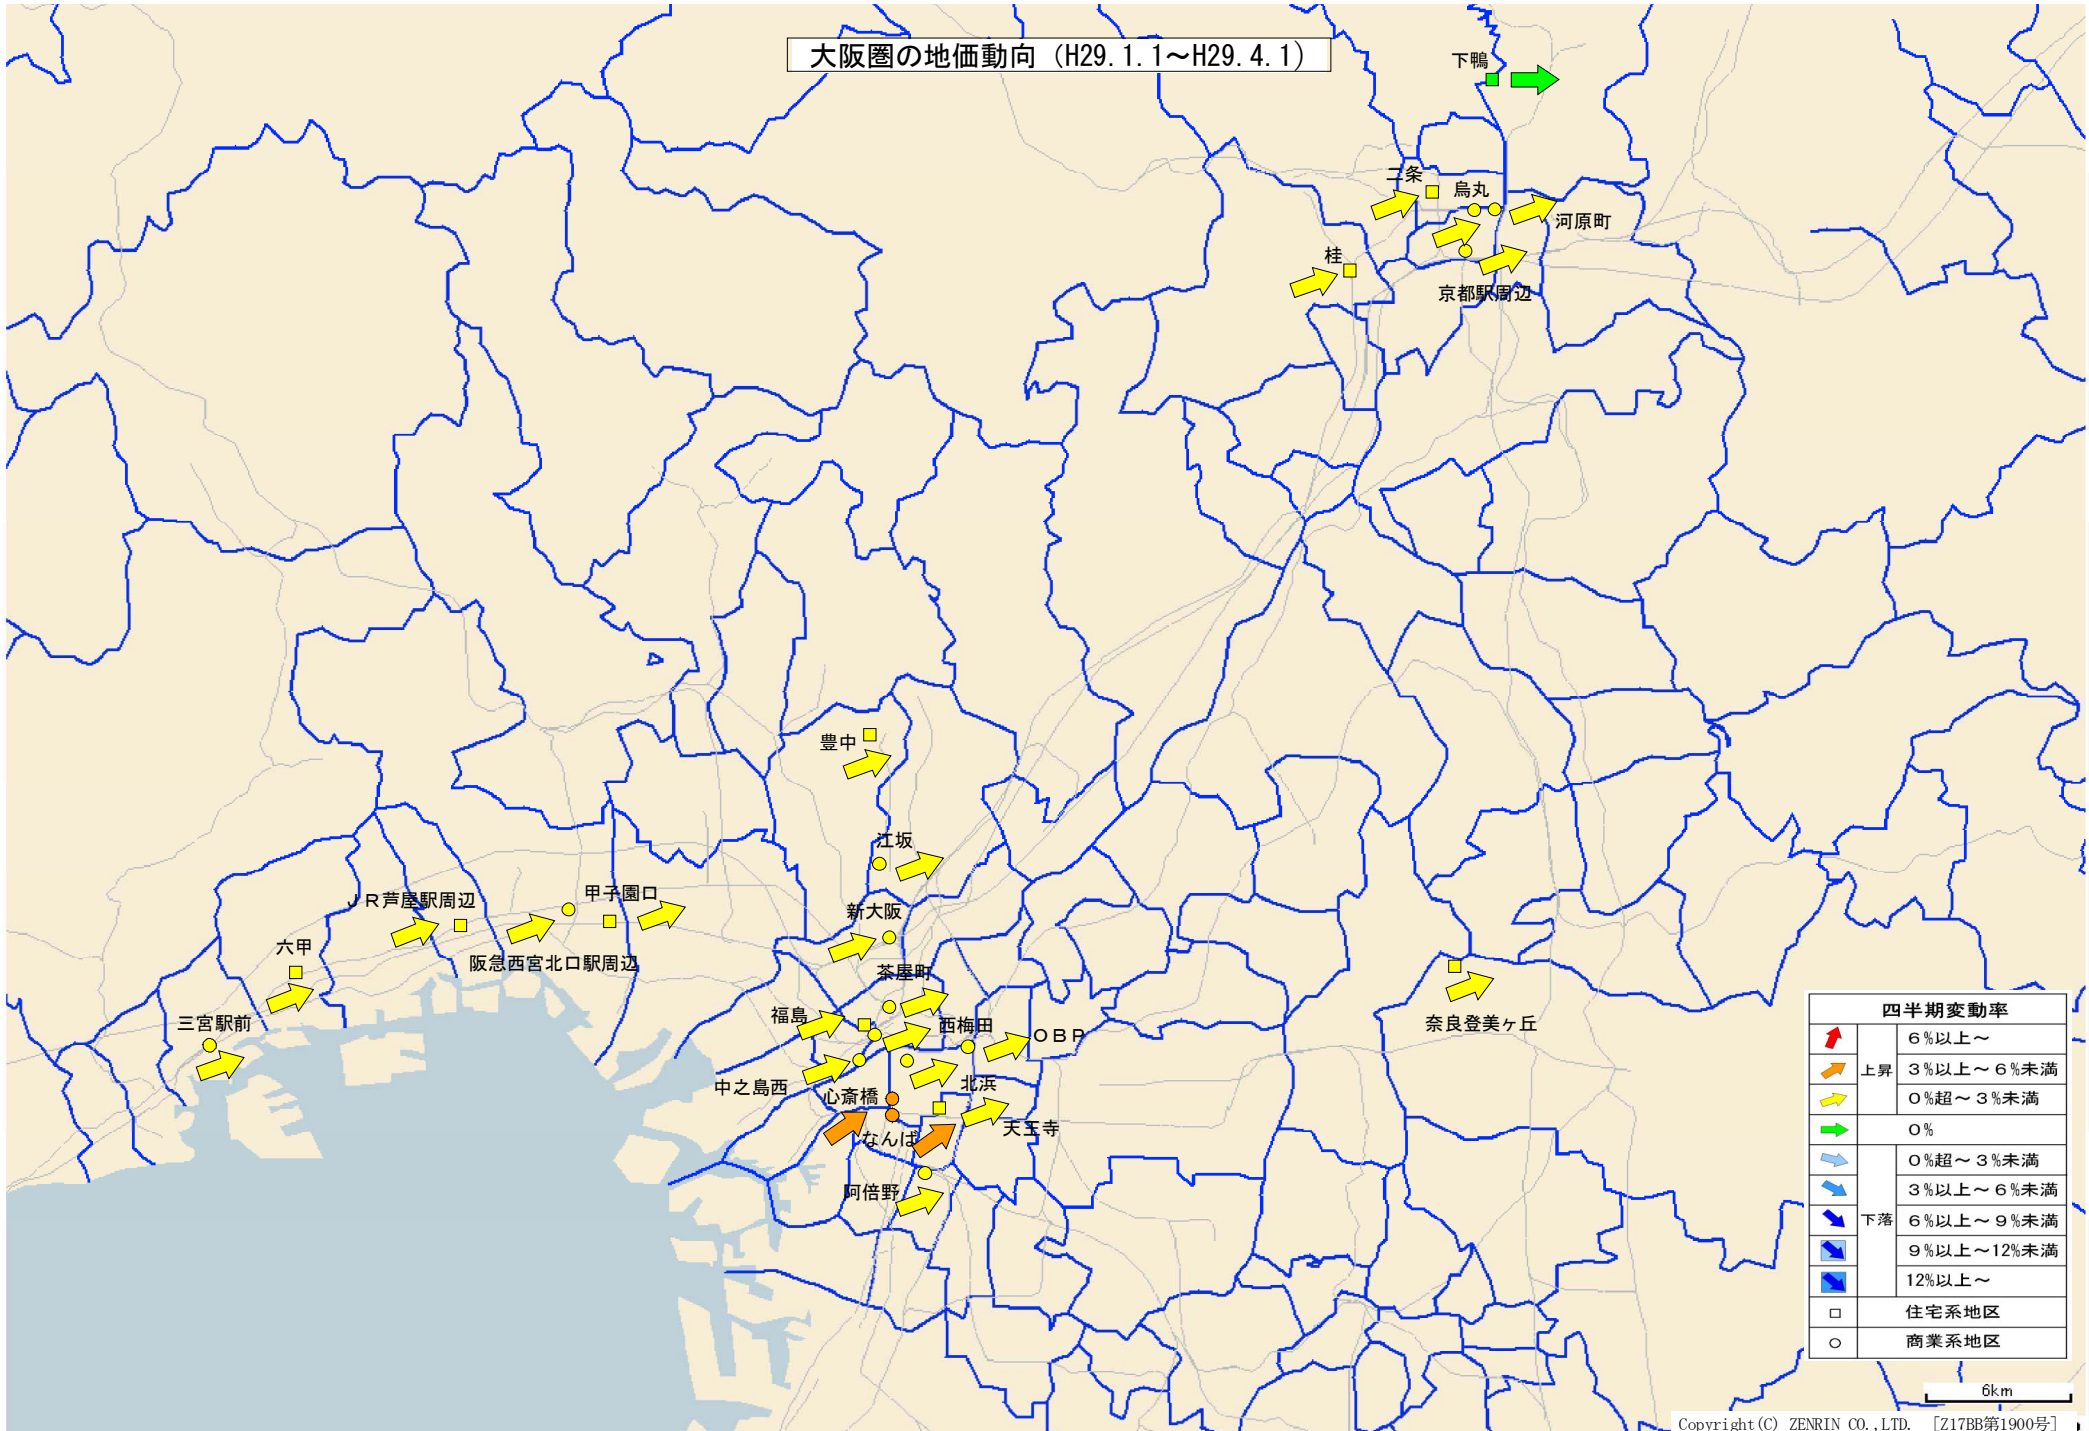 大阪圏の地価動向（H29.1.1～H29.4.1）
下鴨
二条
烏丸
河原町
桂
京都駅周辺
豊中
江坂
甲子園口
ＪＲ芦屋駅周辺
新大阪
六甲
阪急西宮北口駅周辺
茶屋町
福島
三宮駅前
西梅田
ＯＢＰ
奈良登美ヶ丘
中之島西
北浜
心斎橋
なんば
天王寺
阿倍野
四半期変動率
上昇
６%以上～
３%以上～６%未満
０%超～３%未満
０%
下落
０%超～３%未満
３%以上～６%未満
６%以上～９%未満
９%以上～12%未満
12%以上～
住宅系地区
商業系地区
6km
Copyright(C) ZENRIN CO.,LTD. [Z17BB第1900号]